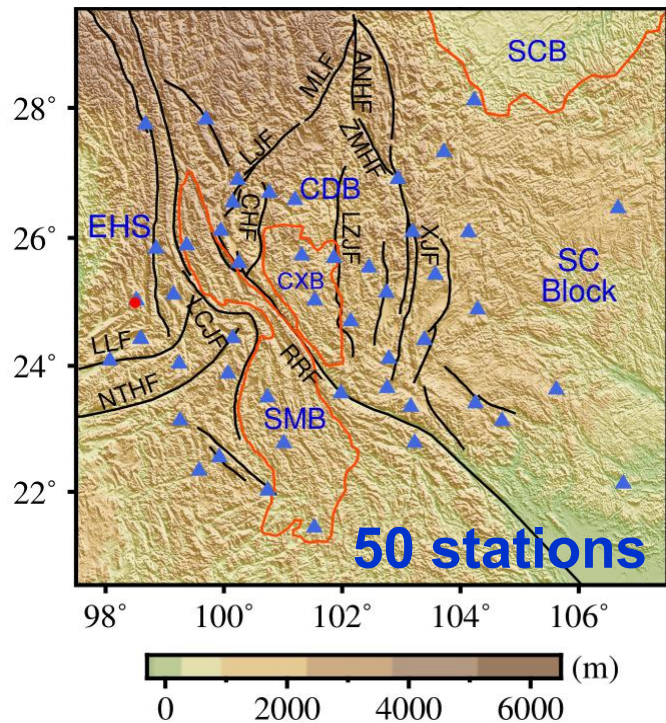 SCB
28°
MLF
ANHF
ZMHF
LJF
CHF
CDB
LZJF
XJF
EHS
26°
CXB
SC
Block
LLF
YCJF
24°
NTHF
RRF
SMB
22°
50 stations
98°
100°
102°
104°
106°
(m)
0
2000
4000
6000